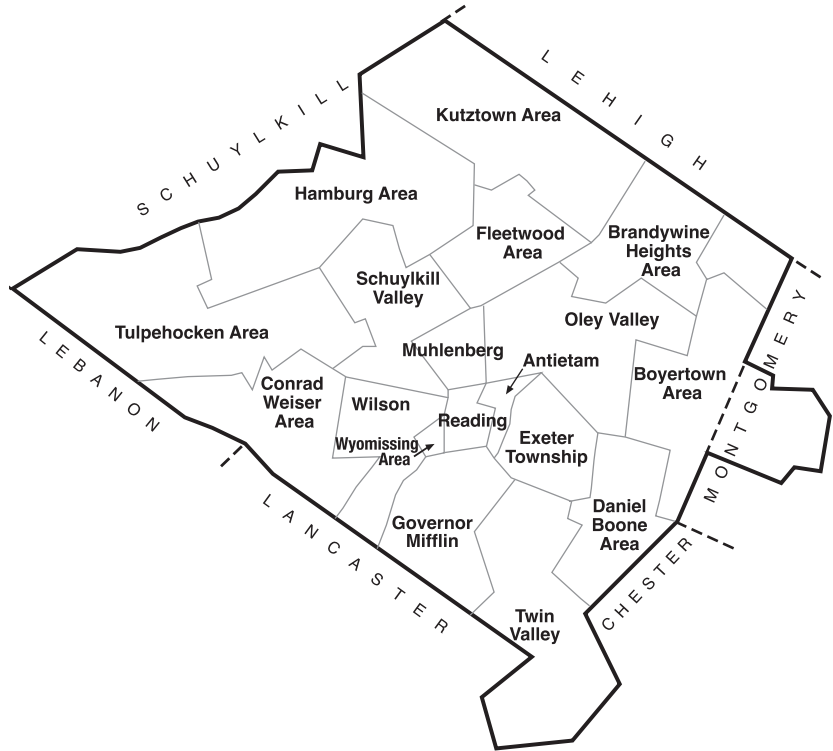 LEHIGH
SCHUYLKILL
Kutztown Area
Hamburg Area
Fleetwood
Area
Brandywine
Heights
Area
Schuylkill
Valley
MONTGOMERY
Tulpehocken Area
Oley Valley
LEBANON
Muhlenberg
Antietam
Boyertown
Area
Conrad
Weiser
Area
Wilson
Reading
Wyomissing
Area
Exeter
Township
Daniel
Boone
Area
Governor
Mifflin
LANCASTER
CHESTER
Twin
Valley